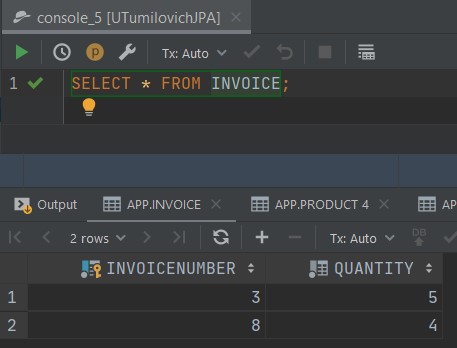 console_5 [UTumilovichJPA]
Tx: Auto
1 SELECT * FROM INVOICE;
Output APP.INVOICE APP.PRODUCT 4 AP
2 rows Tx: Auto DB
INVOICENUMBER QUANTITY
1 3 5
2 8 4